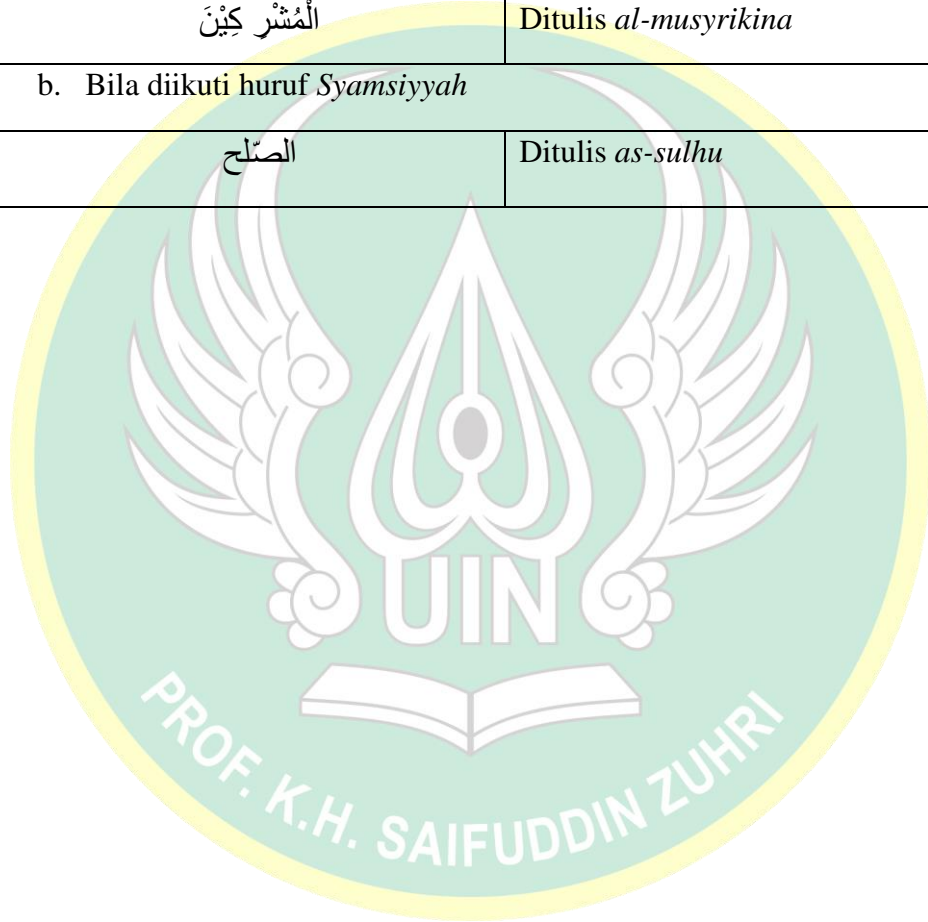 الْمُشْرِ كِيْنَ Ditulis al-musyrikina
b. Bila diikuti huruf Syamsiyyah
الصّلح Ditulis as-sulhu
UIN
PROF. K.H. SAIFUDDIN ZUHRI